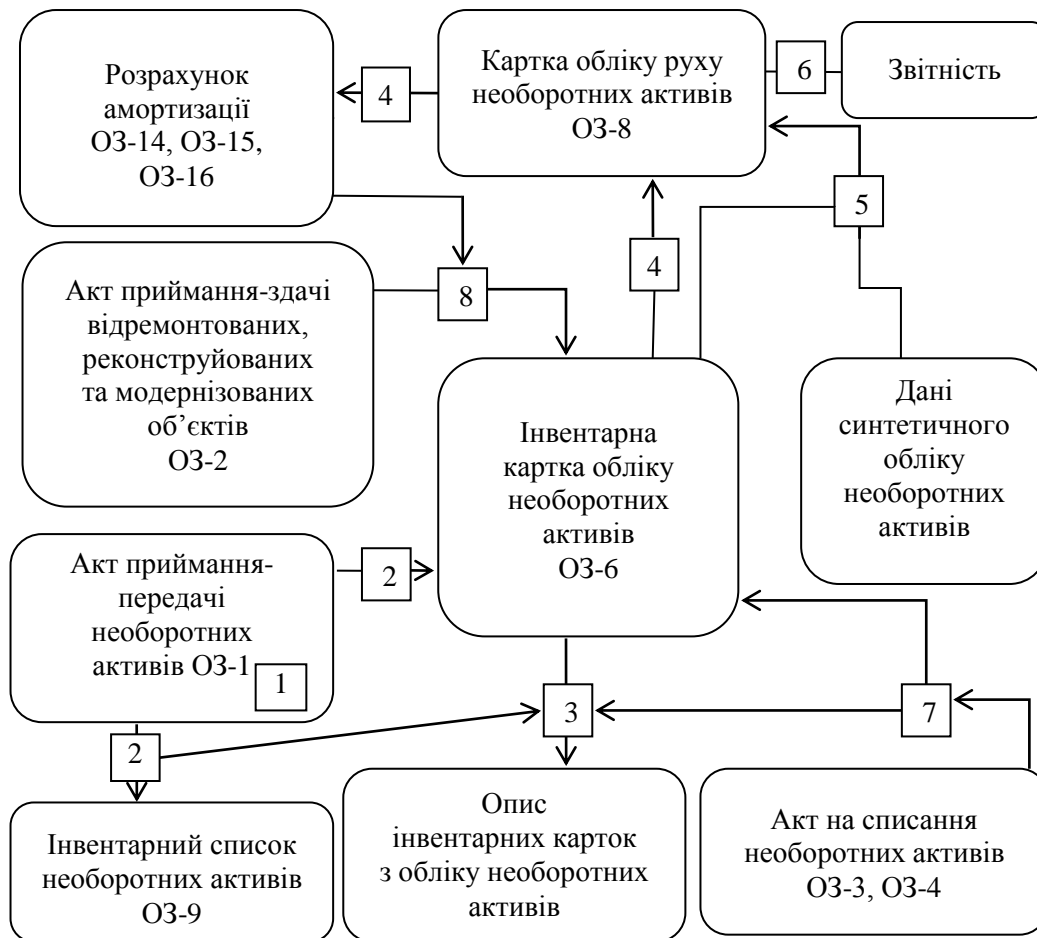 Розрахунок
амортизації
ОЗ-14, ОЗ-15,
ОЗ-16
4
Картка обліку руху
необоротних активів
ОЗ-8
6
Звітність
5
4
Акт приймання-здачі
відремонтованих,
реконструйованих
та модернізованих
об’єктів
ОЗ-2
8
Інвентарна
картка обліку
необоротних
активів
ОЗ-6
Дані
синтетичного
обліку
необоротних
активів
Акт приймання-
передачі
необоротних
активів ОЗ-1
1
2
2
3
7
Інвентарний список
необоротних активів
ОЗ-9
Опис
інвентарних карток
з обліку необоротних
активів
Акт на списання
необоротних активів
ОЗ-3, ОЗ-4